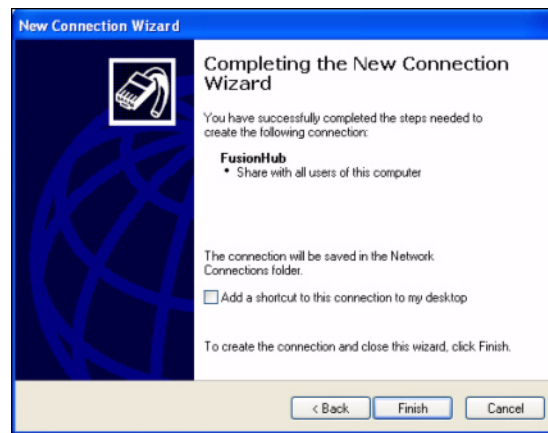 New Connection Wizard
Completing the New Connection
Wizard
You have successfully completed the steps needed to
create the following connection:
FusionHub
• Share with all users of this computer
The connection will be saved in the Network
Connections folder.
Add a shortcut to this connection to my desktop
To create the connection and close this wizard, click Finish.
< Back Finish Cancel